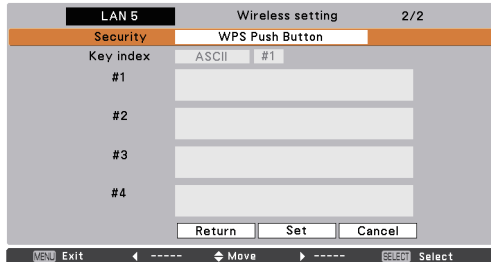 LAN 5 Wireless setting 2/2
Security WPS Push Button
Key index ASCII #1
#1
#2
#3
#4
Return Set Cancel
MENU Exit ◀ ----- ◆ Move ▶ ----- SELECT Select